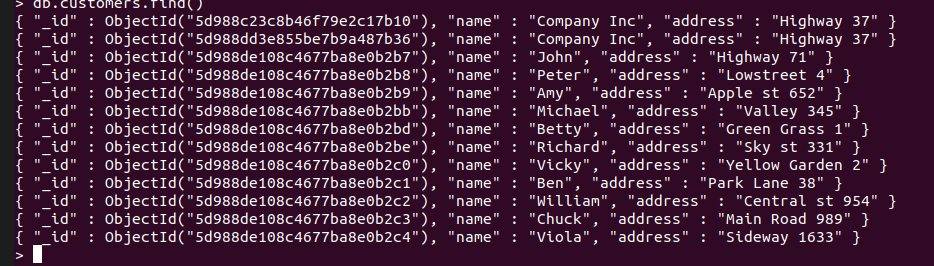 > db.customers.find()
{ "_id" : ObjectId("5d988c23c8b46f79e2c17b10"), "name" : "Company Inc", "address" : "Highway 37" }
{ "_id" : ObjectId("5d988dd3e855be7b9a487b36"), "name" : "Company Inc", "address" : "Highway 37" }
{ "_id" : ObjectId("5d988de108c4677ba8e0b2b7"), "name" : "John", "address" : "Highway 71" }
{ "_id" : ObjectId("5d988de108c4677ba8e0b2b8"), "name" : "Peter", "address" : "Lowstreet 4" }
{ "_id" : ObjectId("5d988de108c4677ba8e0b2b9"), "name" : "Amy", "address" : "Apple st 652" }
{ "_id" : ObjectId("5d988de108c4677ba8e0b2bb"), "name" : "Michael", "address" : "Valley 345" }
{ "_id" : ObjectId("5d988de108c4677ba8e0b2bd"), "name" : "Betty", "address" : "Green Grass 1" }
{ "_id" : ObjectId("5d988de108c4677ba8e0b2be"), "name" : "Richard", "address" : "Sky st 331" }
{ "_id" : ObjectId("5d988de108c4677ba8e0b2c0"), "name" : "Vicky", "address" : "Yellow Garden 2" }
{ "_id" : ObjectId("5d988de108c4677ba8e0b2c1"), "name" : "Ben", "address" : "Park Lane 38" }
{ "_id" : ObjectId("5d988de108c4677ba8e0b2c2"), "name" : "William", "address" : "Central st 954" }
{ "_id" : ObjectId("5d988de108c4677ba8e0b2c3"), "name" : "Chuck", "address" : "Main Road 989" }
{ "_id" : ObjectId("5d988de108c4677ba8e0b2c4"), "name" : "Viola", "address" : "Sideway 1633" }
>